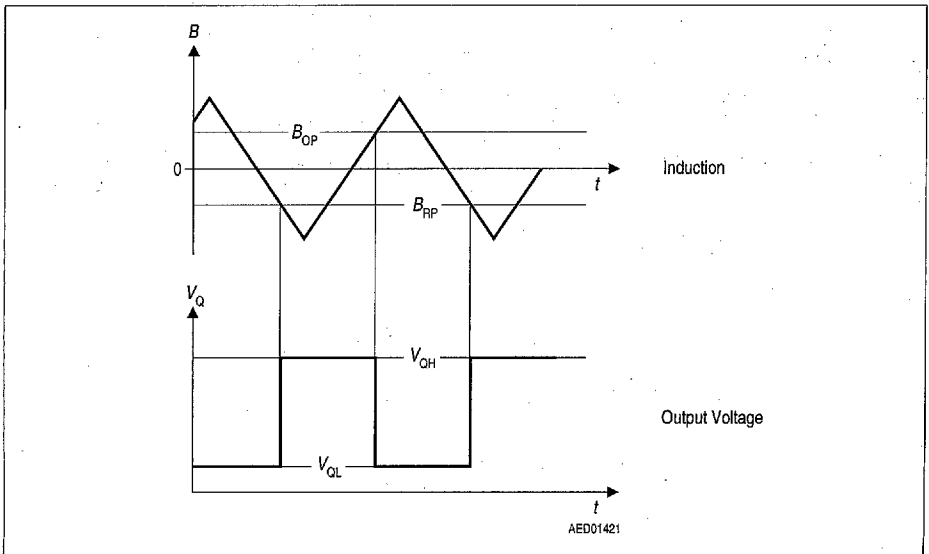 B
B_OP
0
t
Induction
B_RP
V_Q
V_QH
Output Voltage
V_QL
t
AED01421